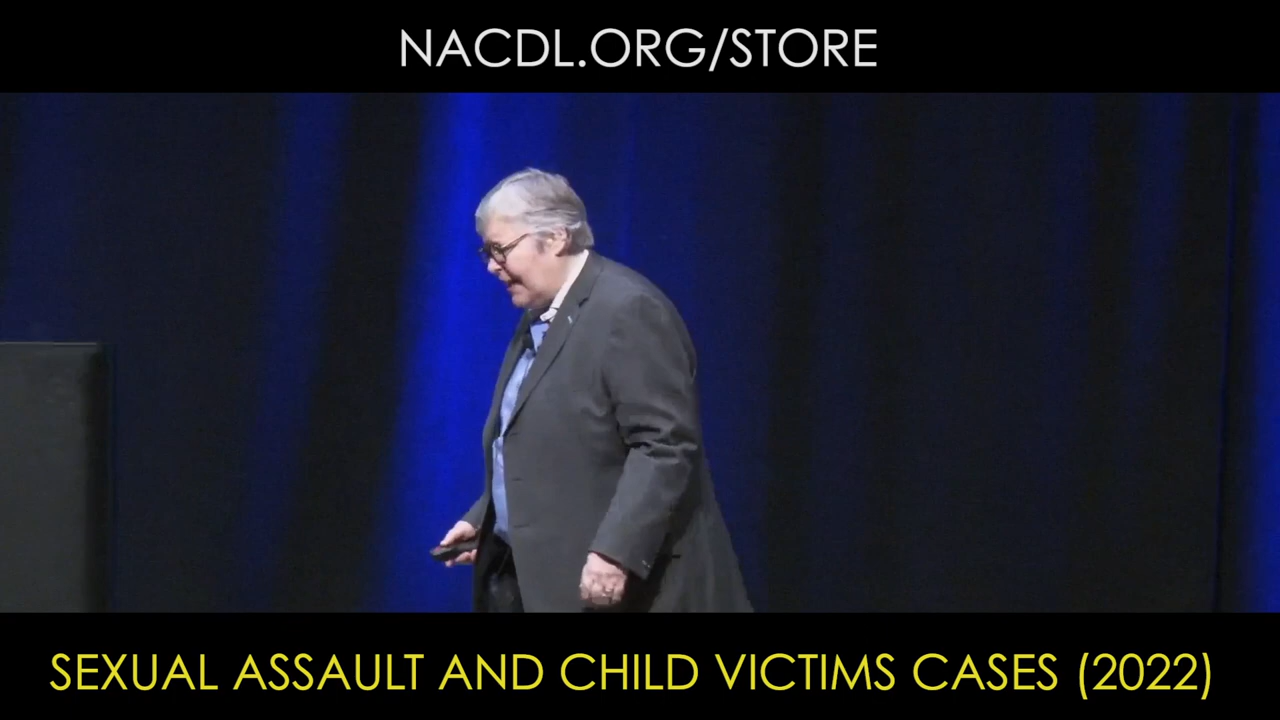 NACDL.ORG/STORE
SEXUAL ASSAULT AND CHILD VICTIMS CASES (2022)